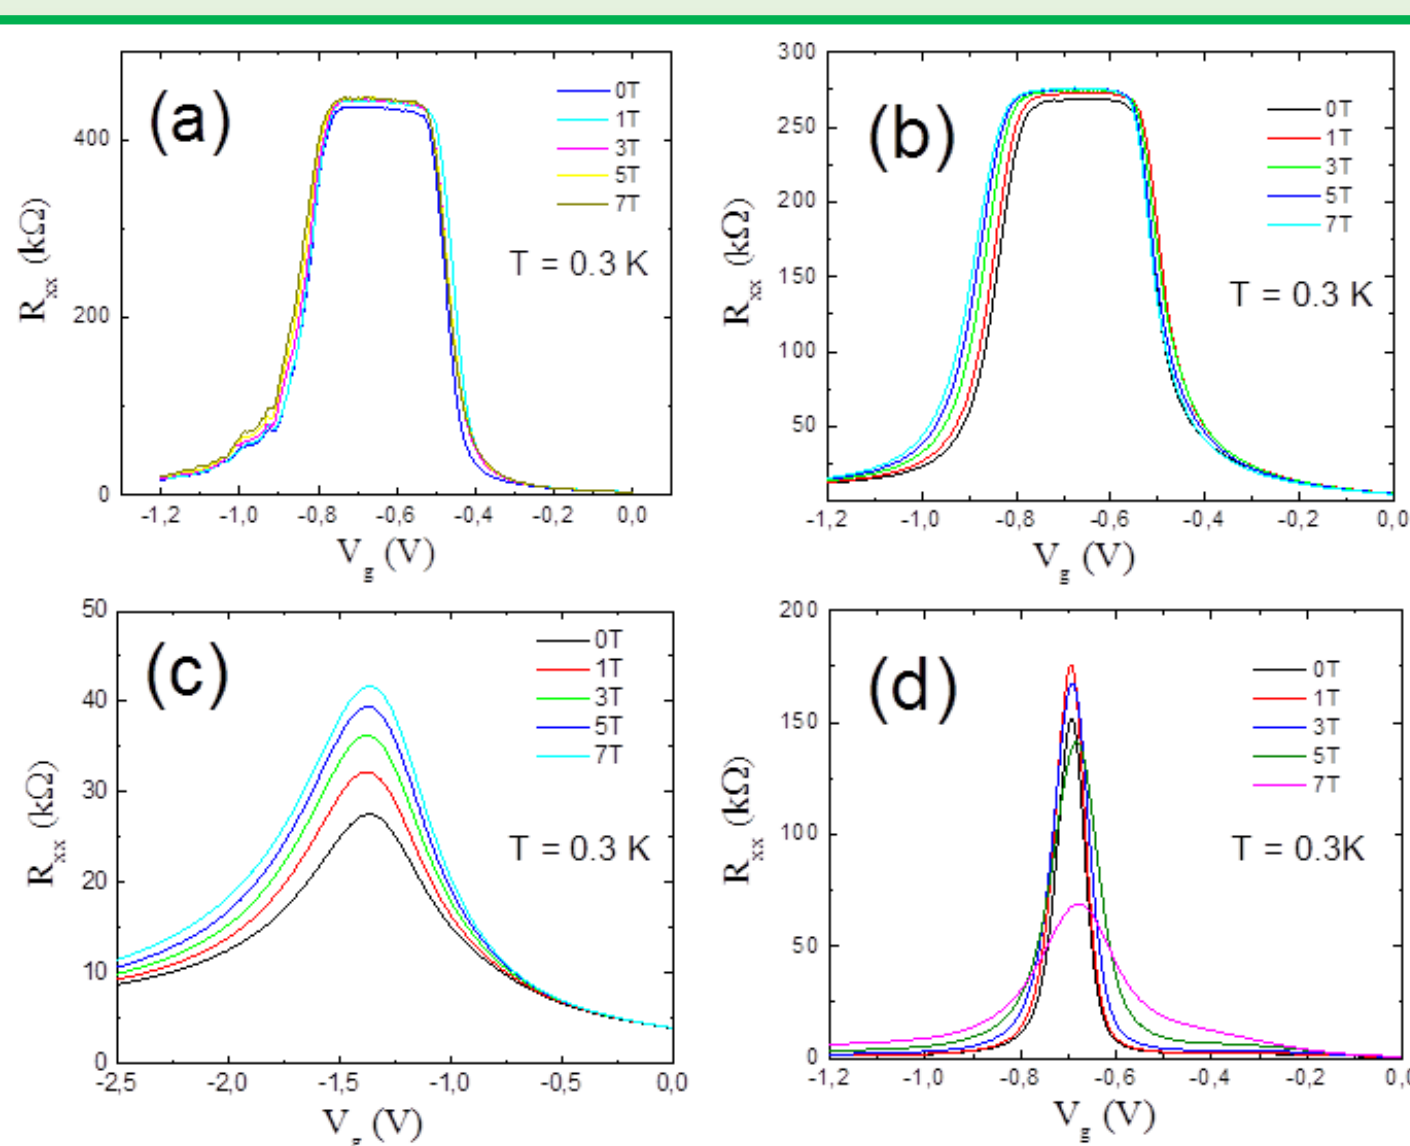 (a)
0T
1T
3T
5T
7T
T = 0.3 K
R_xx (kΩ)
400
200
0
-1,2 -1,0 -0,8 -0,6 -0,4 -0,2 0,0
V_g (V)
(b)
0T
1T
3T
5T
7T
T = 0.3 K
R_xx (kΩ)
300
250
200
150
100
50
-1,2 -1,0 -0,8 -0,6 -0,4 -0,2 0,0
V_g (V)
(c)
0T
1T
3T
5T
7T
T = 0.3 K
R_xx (kΩ)
50
40
30
20
10
0
-2,5 -2,0 -1,5 -1,0 -0,5 0,0
V_g (V)
(d)
0T
1T
3T
5T
7T
T = 0.3K
R_xx (kΩ)
200
150
100
50
0
-1,2 -1,0 -0,8 -0,6 -0,4 -0,2 0,0
V_g (V)